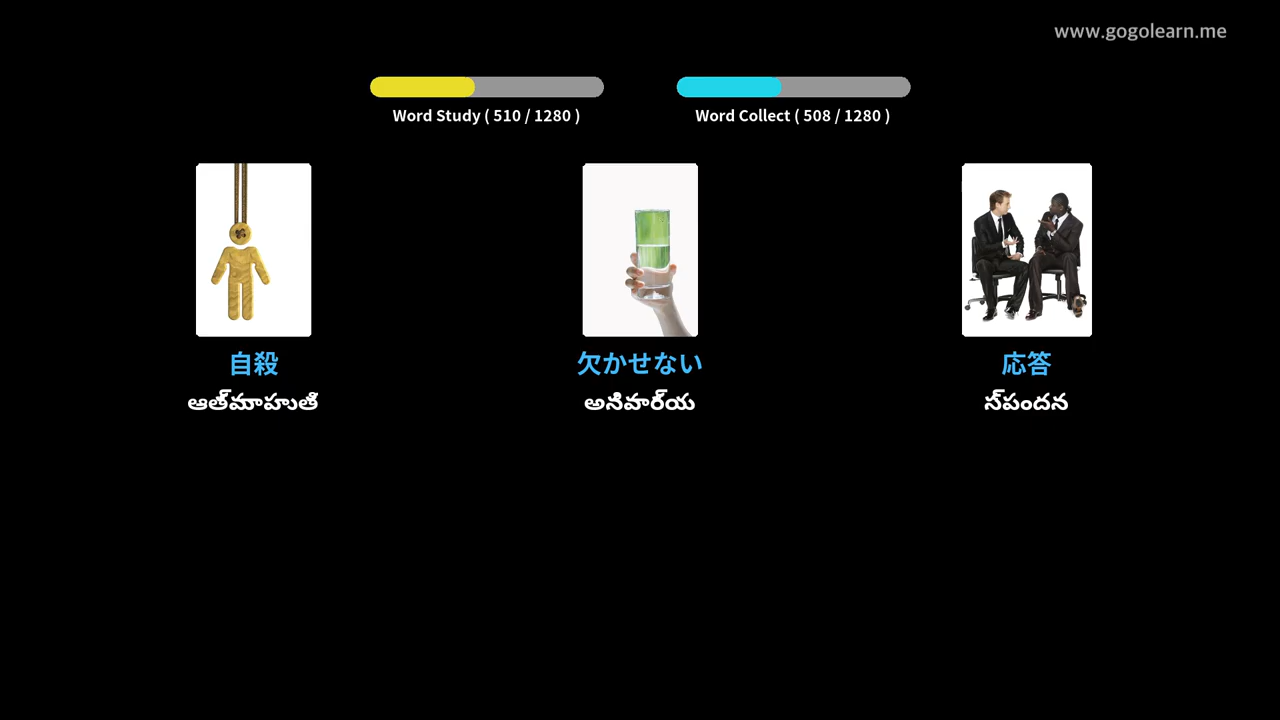 www.gogolearn.me
Word Study ( 510 / 1280 )
Word Collect ( 508 / 1280 )
自殺
欠かせない
応答
ఆత్‌మాహుతి
అనివార్‌య
స్‌పందన